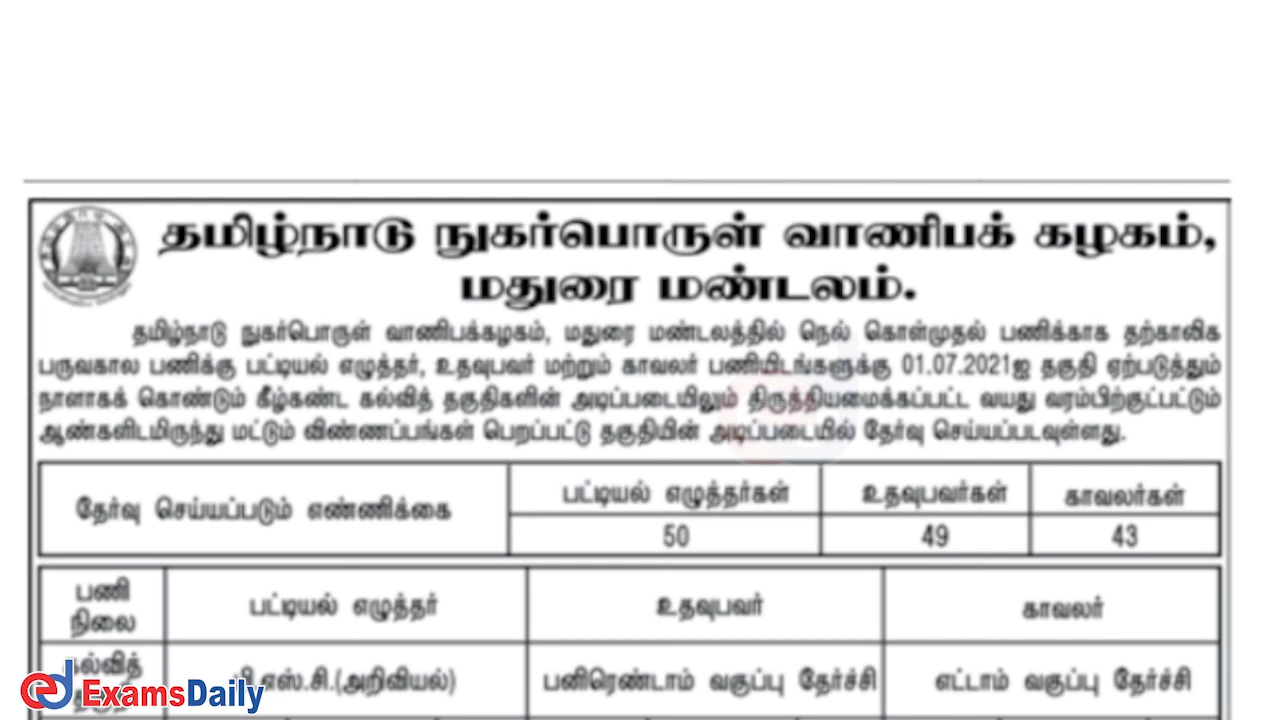 தமிழ்நாடு நுகர்பொருள் வாணிபக் கழகம்,
மதுரை மண்டலம்.
தமிழ்நாடு நுகர்பொருள் வாணிபக்கழகம், மதுரை மண்டலத்தில் நெல் கொள்முதல் பணிக்காக தற்காலிக
பருவகால பணிக்கு பட்டியல் எழுத்தர், உதவுபவர் மற்றும் காவலர் பணியிடங்களுக்கு 01.07.2021ஐ தகுதி ஏற்படுத்தும்
நாளாகக் கொண்டும் கீழ்கண்ட கல்வித் தகுதிகளின் அடிப்படையிலும் திருத்தியமைக்கப்பட்ட வயது வரம்பிற்குட்பட்டும்
ஆண்களிடமிருந்து மட்டும் விண்ணப்பங்கள் பெறப்பட்டு தகுதியின் அடிப்படையில் தேர்வு செய்யப்படவுள்ளது.
தேர்வு செய்யப்படும் எண்ணிக்கை பட்டியல் எழுத்தர்கள் உதவுபவர்கள் காவலர்கள்
50 49 43
பணி
நிலை பட்டியல் எழுத்தர் உதவுபவர் காவலர்
கல்வித் பி.எஸ்.சி.(அறிவியல்) பனிரெண்டாம் வகுப்பு தேர்ச்சி எட்டாம் வகுப்பு தேர்ச்சி
ExamsDaily